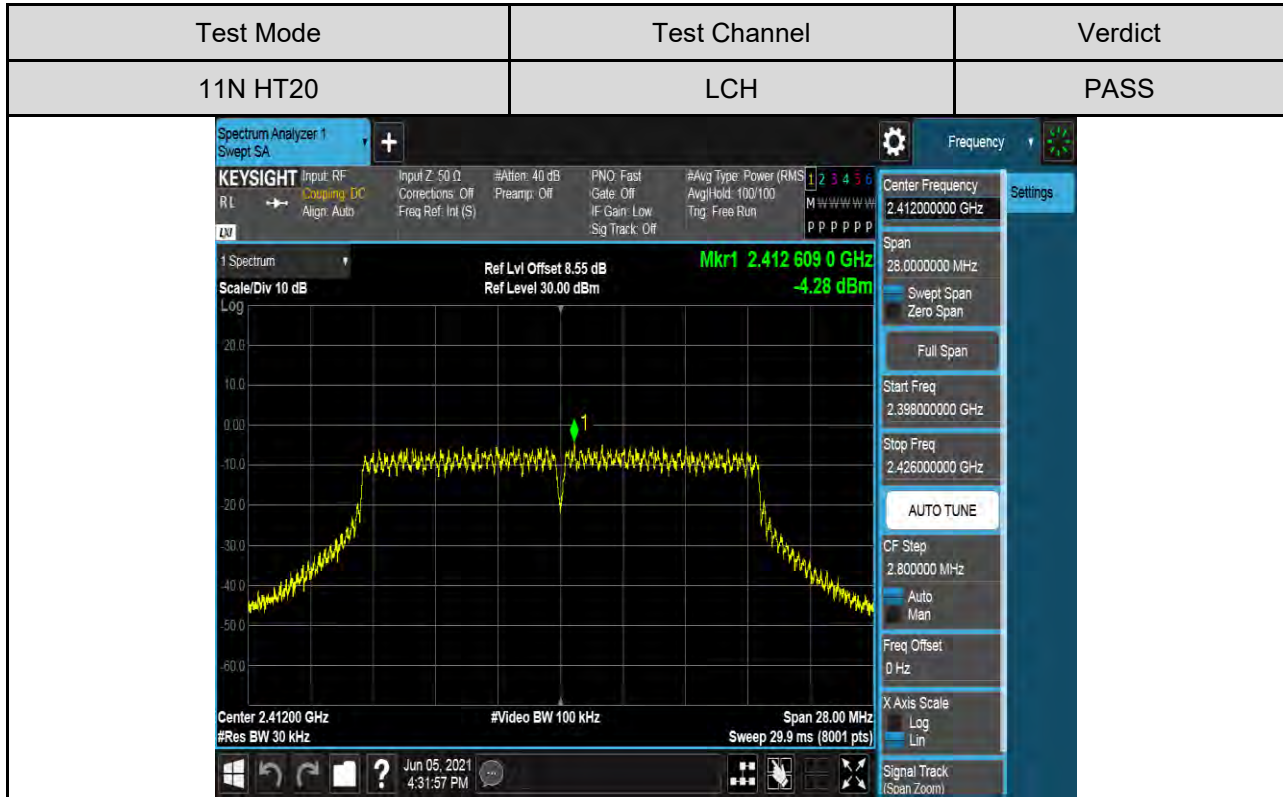 Test Mode Test Channel Verdict
11N HT20 LCH PASS
Spectrum Analyzer 1
Swept SA
+
Frequency
KEYSIGHT
RL
LXI
Input: RF
Coupling: DC
Align: Auto
Input Z: 50 Ω
Corrections: Off
Freq Ref: Int (S)
#Atten: 40 dB
Preamp: Off
PNO: Fast
Gate: Off
IF Gain: Low
Sig Track: Off
#Avg Type: Power (RMS
Avg|Hold: 100/100
Trig: Free Run
1 2 3 4 5 6
M W W W W W
P P P P P P
Center Frequency
2.412000000 GHz
Settings
1 Spectrum
Scale/Div 10 dB
Ref Lvl Offset 8.55 dB
Ref Level 30.00 dBm
Mkr1 2.412 609 0 GHz
-4.28 dBm
Log
20.0
10.0
0.00
-10.0
-20.0
-30.0
-40.0
-50.0
-60.0
1
Center 2.41200 GHz
#Res BW 30 kHz
#Video BW 100 kHz
Span 28.00 MHz
Sweep 29.9 ms (8001 pts)
Span
28.0000000 MHz
Swept Span
Zero Span
Full Span
Start Freq
2.398000000 GHz
Stop Freq
2.426000000 GHz
AUTO TUNE
CF Step
2.800000 MHz
Auto
Man
Freq Offset
0 Hz
X Axis Scale
Log
Lin
Signal Track
(Span Zoom)
?
Jun 05, 2021
4:31:57 PM